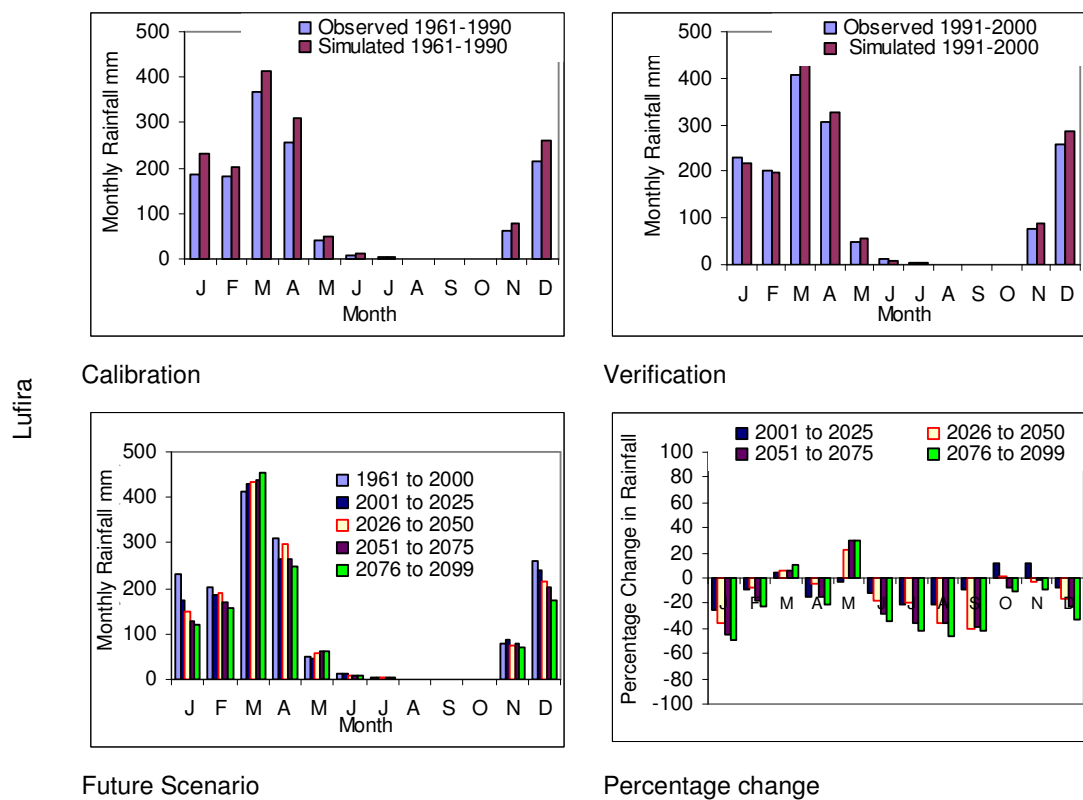 Lufira
500
400
300
200
100
0
Monthly Rainfall mm
Observed 1961-1990
Simulated 1961-1990
J F M A M J J A S O N D
Month
Calibration
500
400
300
200
100
0
Monthly Rainfall mm
Observed 1991-2000
Simulated 1991-2000
J F M A M J J A S O N D
Month
Verification
500
400
300
200
100
0
Monthly Rainfall mm
1961 to 2000
2001 to 2025
2026 to 2050
2051 to 2075
2076 to 2099
J F M A M J J A S O N D
Month
Future Scenario
2001 to 2025 2026 to 2050
2051 to 2075 2076 to 2099
100
80
60
40
20
0
-20
-40
-60
-80
-100
Percentage Change in Rainfall
J F M A M J J A S O N D
Percentage change